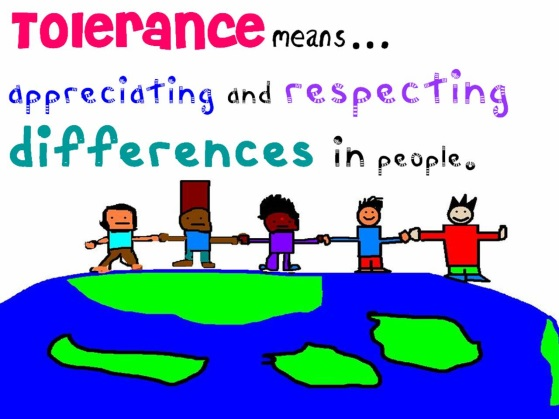 Tolerance means...
appreciating and respecting
differences in people.